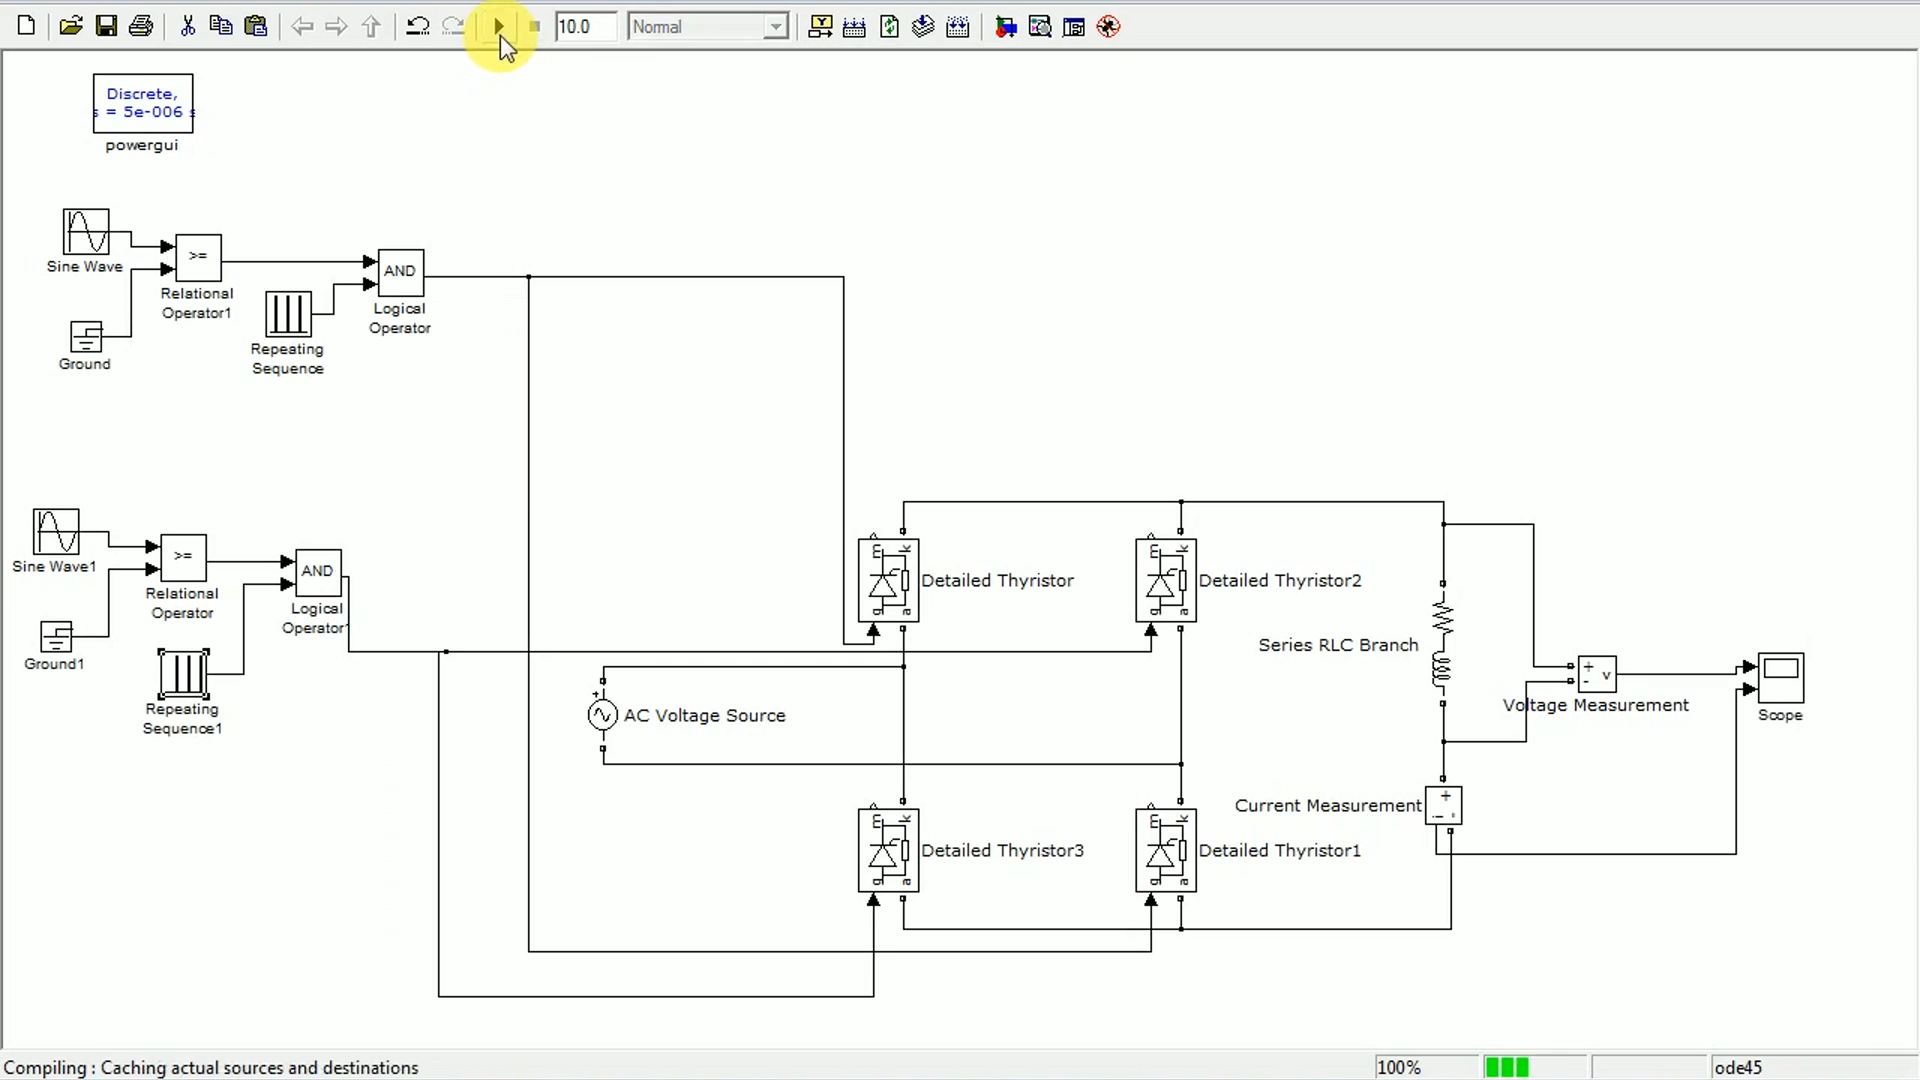 10.0
Normal
Discrete,
s = 5e-006 s
powergui
Sine Wave
>=
Relational
Operator1
Ground
Repeating
Sequence
AND
Logical
Operator
Sine Wave1
>=
Relational
Operator
Ground1
Repeating
Sequence1
AND
Logical
Operator1
m k
g a
Detailed Thyristor
m k
g a
Detailed Thyristor2
Series RLC Branch
+
AC Voltage Source
+
-
v
Voltage Measurement
Scope
m k
g a
Detailed Thyristor3
m k
g a
Detailed Thyristor1
Current Measurement
+
i -
Compiling : Caching actual sources and destinations
100%
ode45